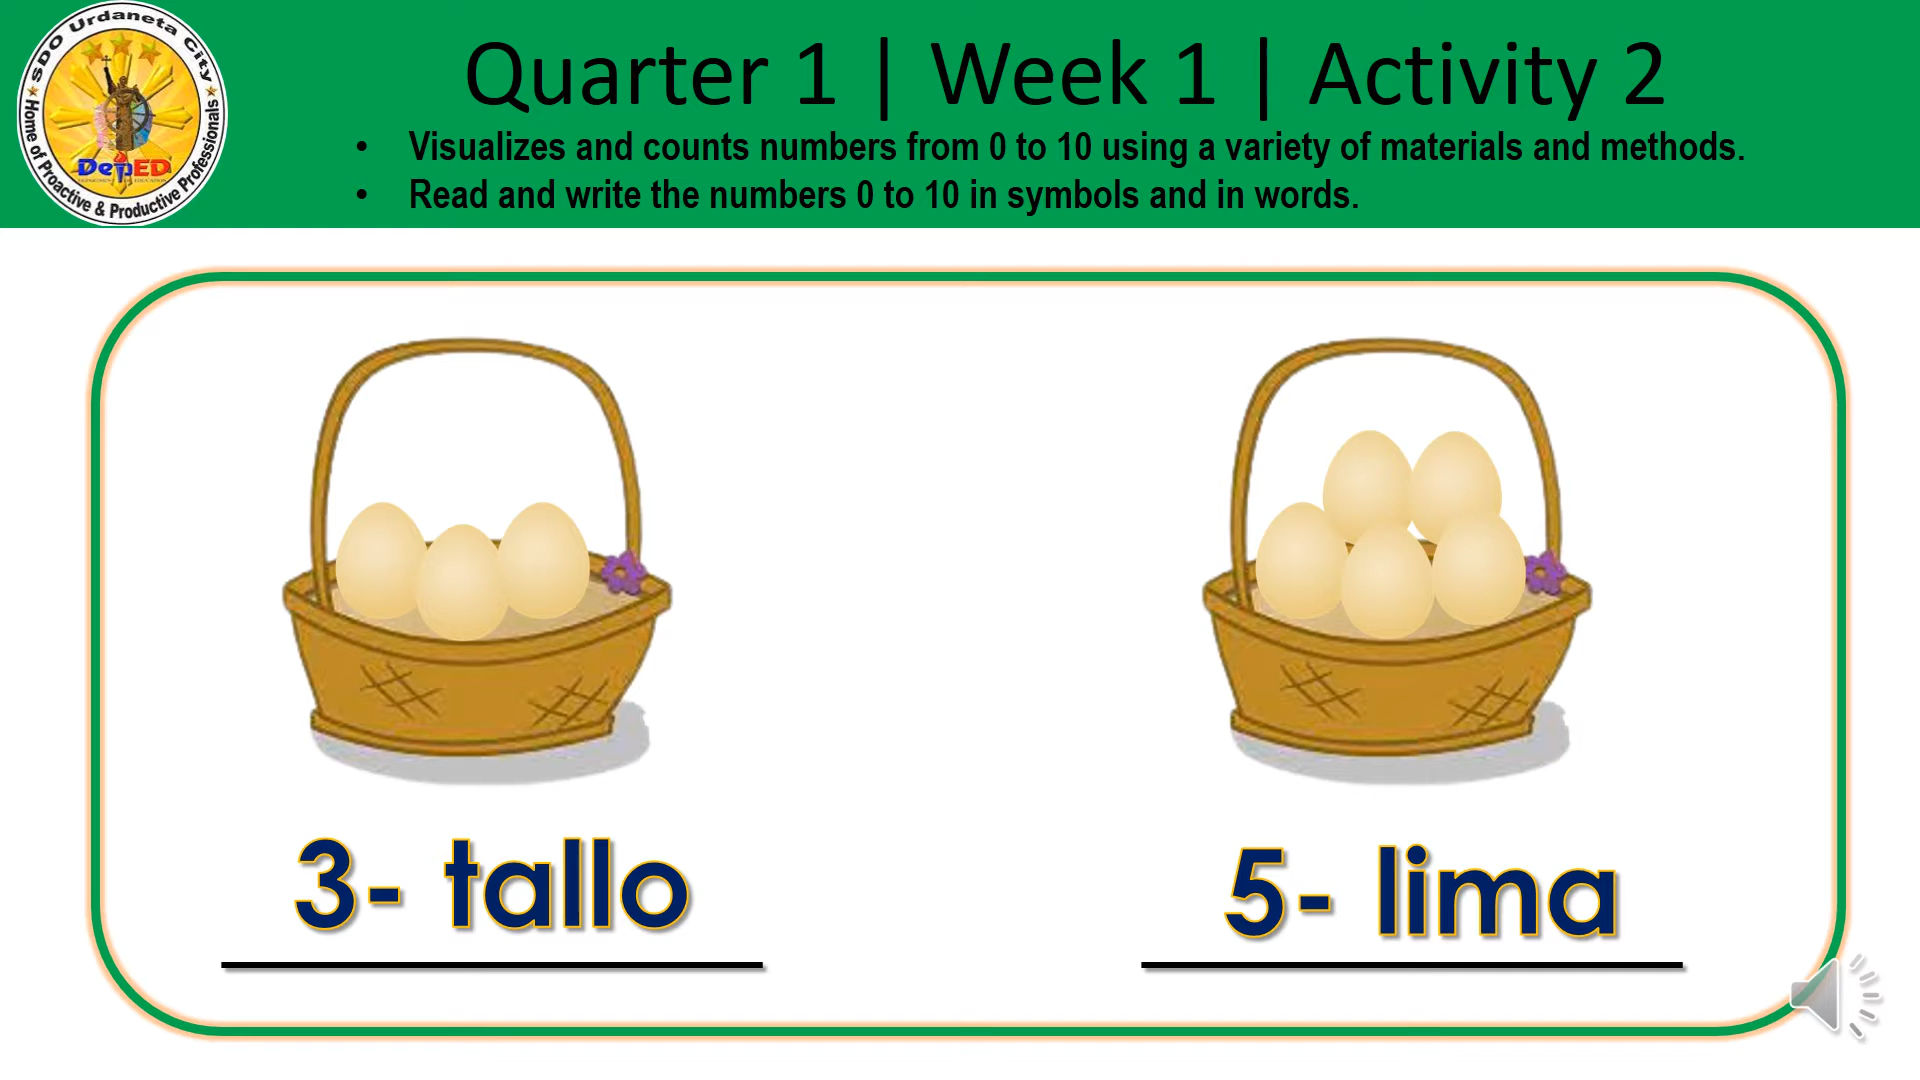 SDO Urdaneta City
Home of Proactive & Productive Professionals
DepED
Quarter 1 | Week 1 | Activity 2
• Visualizes and counts numbers from 0 to 10 using a variety of materials and methods.
• Read and write the numbers 0 to 10 in symbols and in words.
3- tallo
5- lima